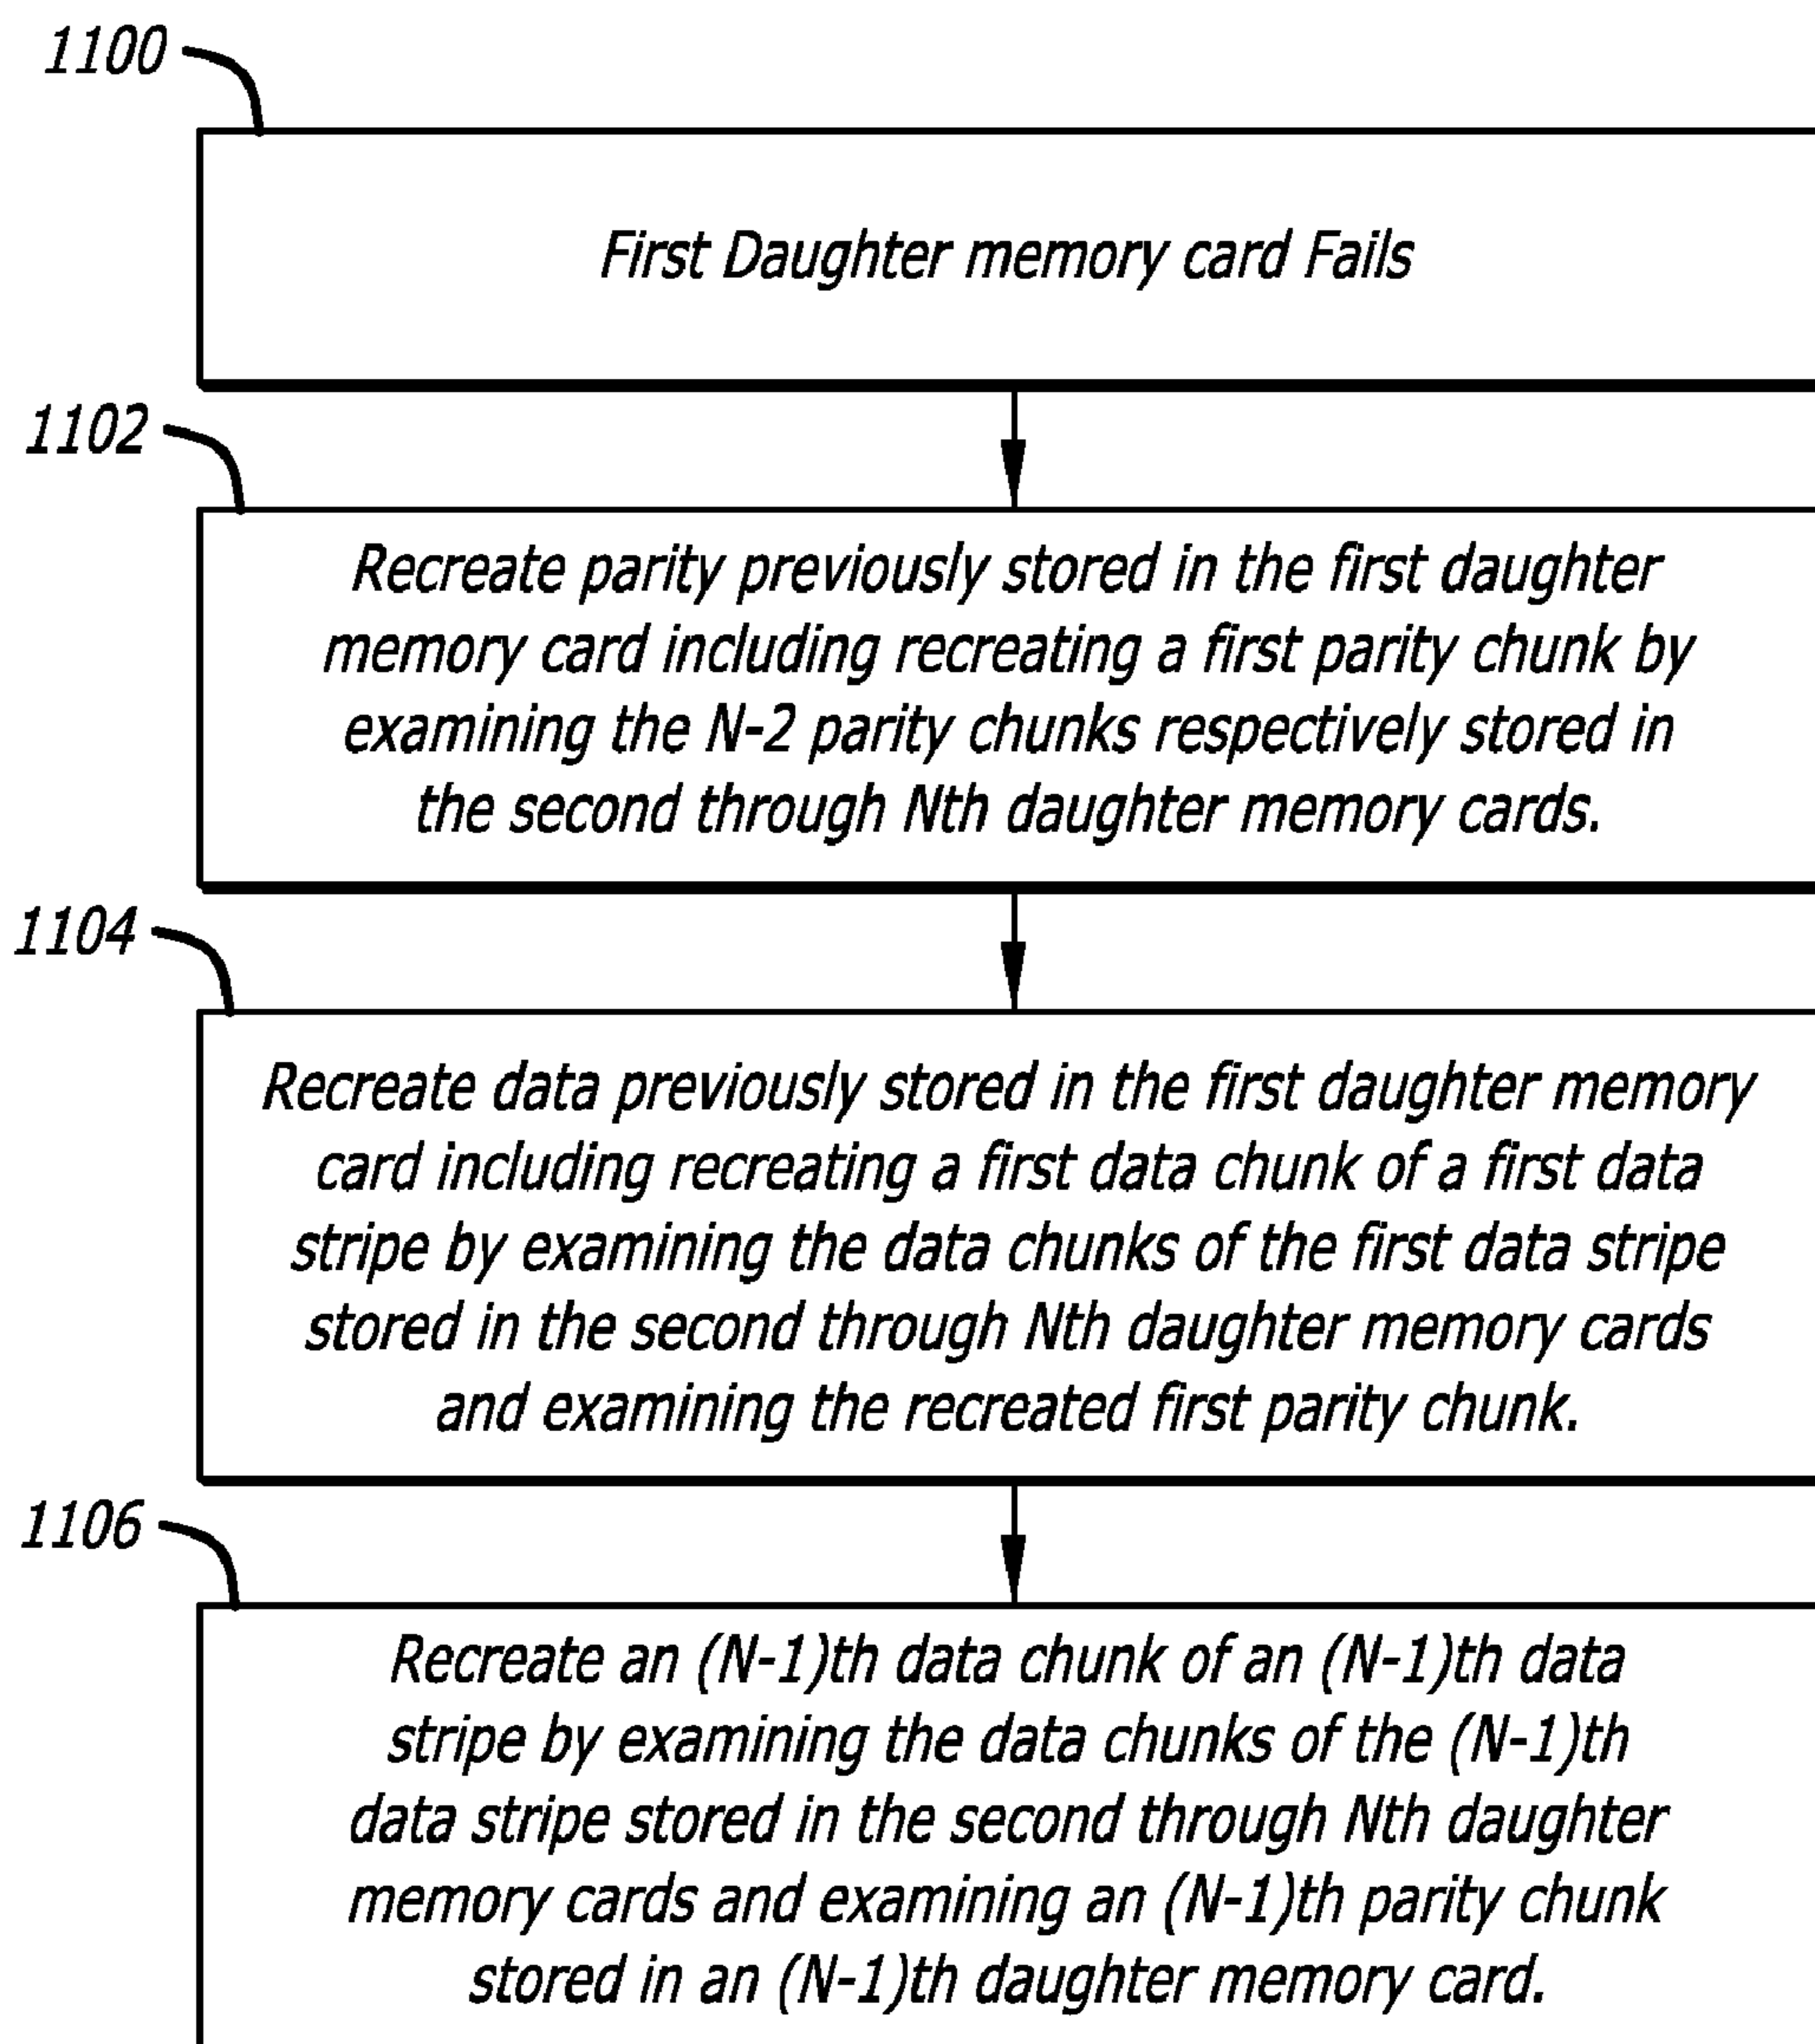 1100
First Daughter memory card Fails
1102
Recreate parity previously stored in the first daughter
memory card including recreating a first parity chunk by
examining the N-2 parity chunks respectively stored in
the second through Nth daughter memory cards.
1104
Recreate data previously stored in the first daughter memory
card including recreating a first data chunk of a first data
stripe by examining the data chunks of the first data stripe
stored in the second through Nth daughter memory cards
and examining the recreated first parity chunk.
1106
Recreate an (N-1)th data chunk of an (N-1)th data
stripe by examining the data chunks of the (N-1)th
data stripe stored in the second through Nth daughter
memory cards and examining an (N-1)th parity chunk
stored in an (N-1)th daughter memory card.